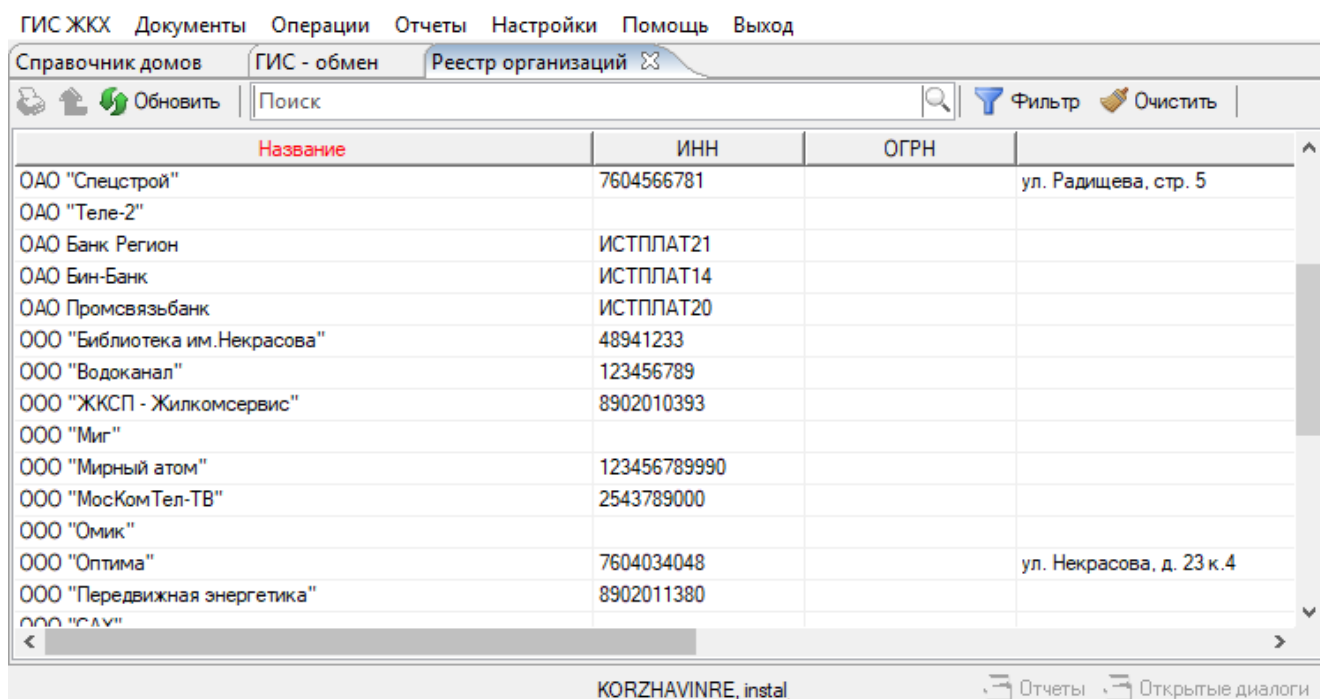 ГИС ЖКХ Документы Операции Отчеты Настройки Помощь Выход
Справочник домов ГИС - обмен Реестр организаций
Обновить Поиск Фильтр Очистить
Название ИНН ОГРН
ОАО "Спецстрой" 7604566781 ул. Радищева, стр. 5
ОАО "Теле-2"
ОАО Банк Регион ИСТПЛАТ21
ОАО Бин-Банк ИСТПЛАТ14
ОАО Промсвязьбанк ИСТПЛАТ20
ООО "Библиотека им.Некрасова" 48941233
ООО "Водоканал" 123456789
ООО "ЖКСП - Жилкомсервис" 8902010393
ООО "Миг"
ООО "Мирный атом" 123456789990
ООО "МосКомТел-ТВ" 2543789000
ООО "Омик"
ООО "Оптима" 7604034048 ул. Некрасова, д. 23 к.4
ООО "Передвижная энергетика" 8902011380
ООО "САХ"
KORZHAVINRE, instal Отчеты Открытые диалоги